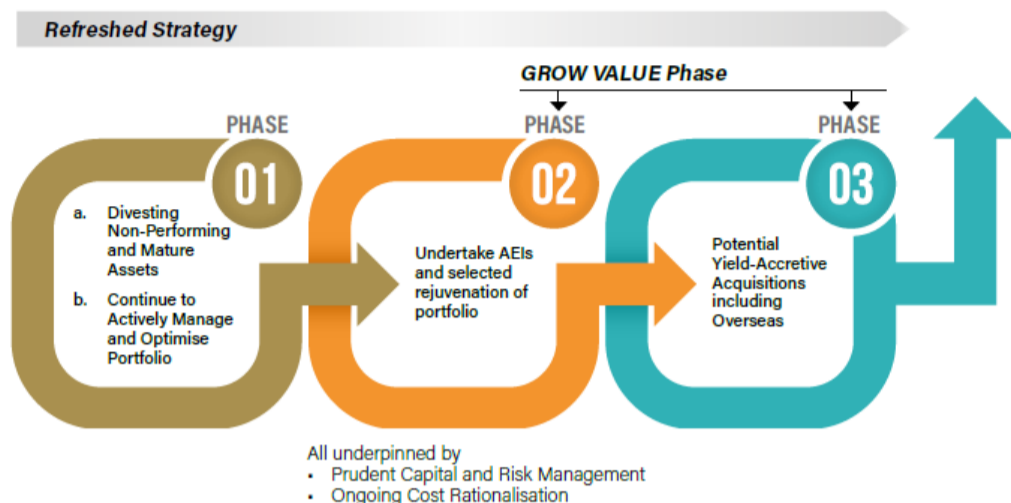 Refreshed Strategy
GROW VALUE Phase
PHASE
01
a. Divesting
Non-Performing
and Mature
Assets
b. Continue to
Actively Manage
and Optimise
Portfolio
PHASE
02
Undertake AEIs
and selected
rejuvenation of
portfolio
PHASE
03
Potential
Yield-Accretive
Acquisitions
including
Overseas
All underpinned by
• Prudent Capital and Risk Management
• Ongoing Cost Rationalisation